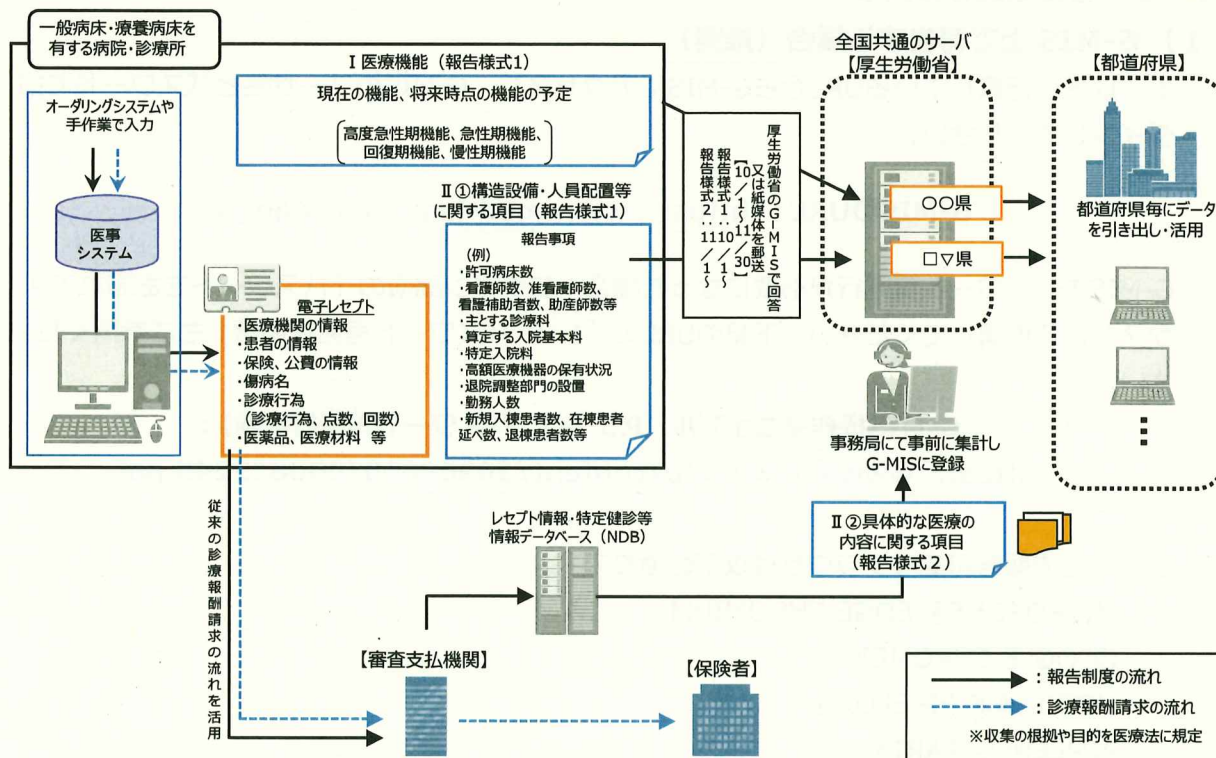 一般病床・療養病床を
有する病院・診療所
オーダリングシステムや
手作業で入力
医事
システム
Ⅰ医療機能（報告様式1）
現在の機能、将来時点の機能の予定
高度急性期機能、急性期機能、
回復期機能、慢性期機能
Ⅱ①構造設備・人員配置等
に関する項目（報告様式1）
報告事項
（例）
・許可病床数
・看護師数、准看護師数、
看護補助者数、助産師数等
・主とする診療科
・算定する入院基本料
・特定入院料
・高額医療機器の保有状況
・退院調整部門の設置
・勤務人数
・新規入棟患者数、在棟患者
延べ数、退棟患者数等
電子レセプト
・医療機関の情報
・患者の情報
・保険、公費の情報
・傷病名
・診療行為
（診療行為、点数、回数）
・医薬品、医療材料 等
厚生労働省のG-MISで回答
又は紙媒体を郵送
【10／1～11／30】
報告様式1：10／1～
報告様式2：11／1～
全国共通のサーバ
【厚生労働省】
○○県
□▽県
【都道府県】
都道府県毎にデータ
を引き出し・活用
事務局にて事前に集計し
G-MISに登録
Ⅱ②具体的な医療の
内容に関する項目
（報告様式２）
レセプト情報・特定健診等
情報データベース（NDB）
従来の診療報酬請求の流れを活用
【審査支払機関】
【保険者】
：報告制度の流れ
：診療報酬請求の流れ
※収集の根拠や目的を医療法に規定